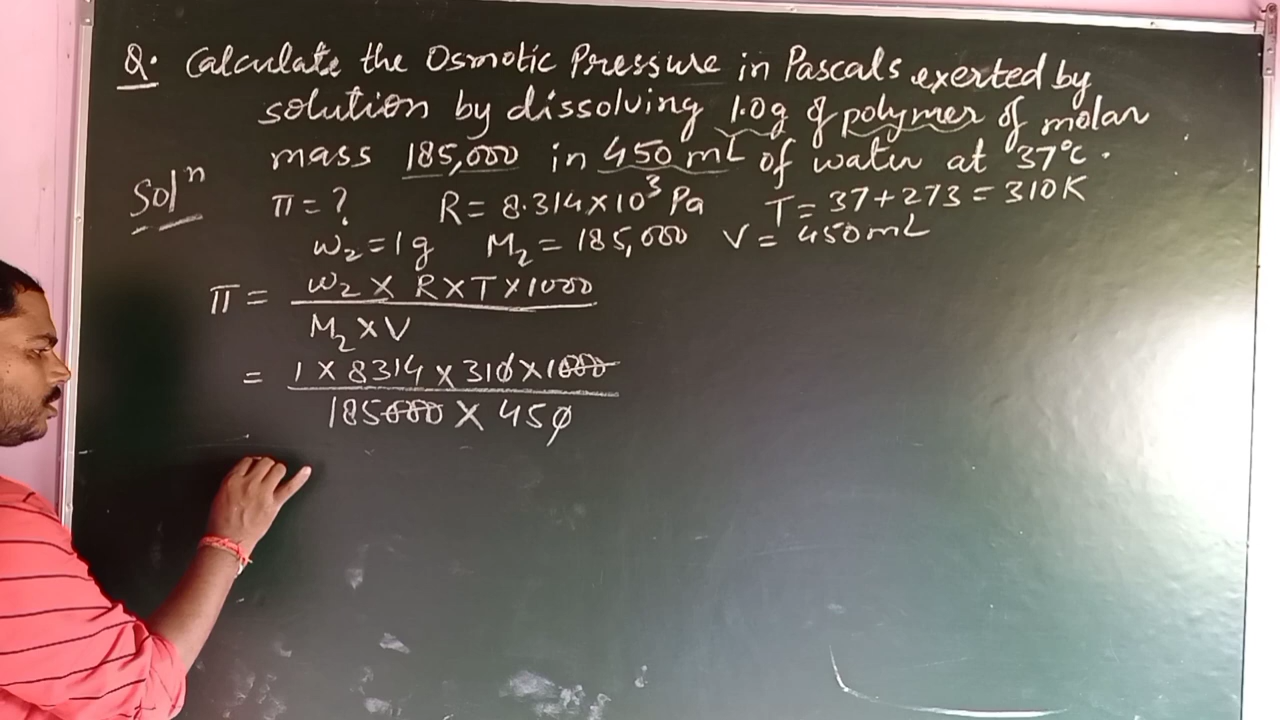 Q. Calculate the Osmotic Pressure in Pascals exerted by
solution by dissolving 1.0g of polymer of molar
mass 185,000 in 450 mL of water at 37°C.
Solⁿ π = ? R = 8.314×10³ Pa T = 37+273 = 310K
w₂ = 1g M₂ = 185,000 V = 450mL
π = w₂ × R×T×1000
M₂ × V
= 1 × 8314 × 310×1000
185000 × 450